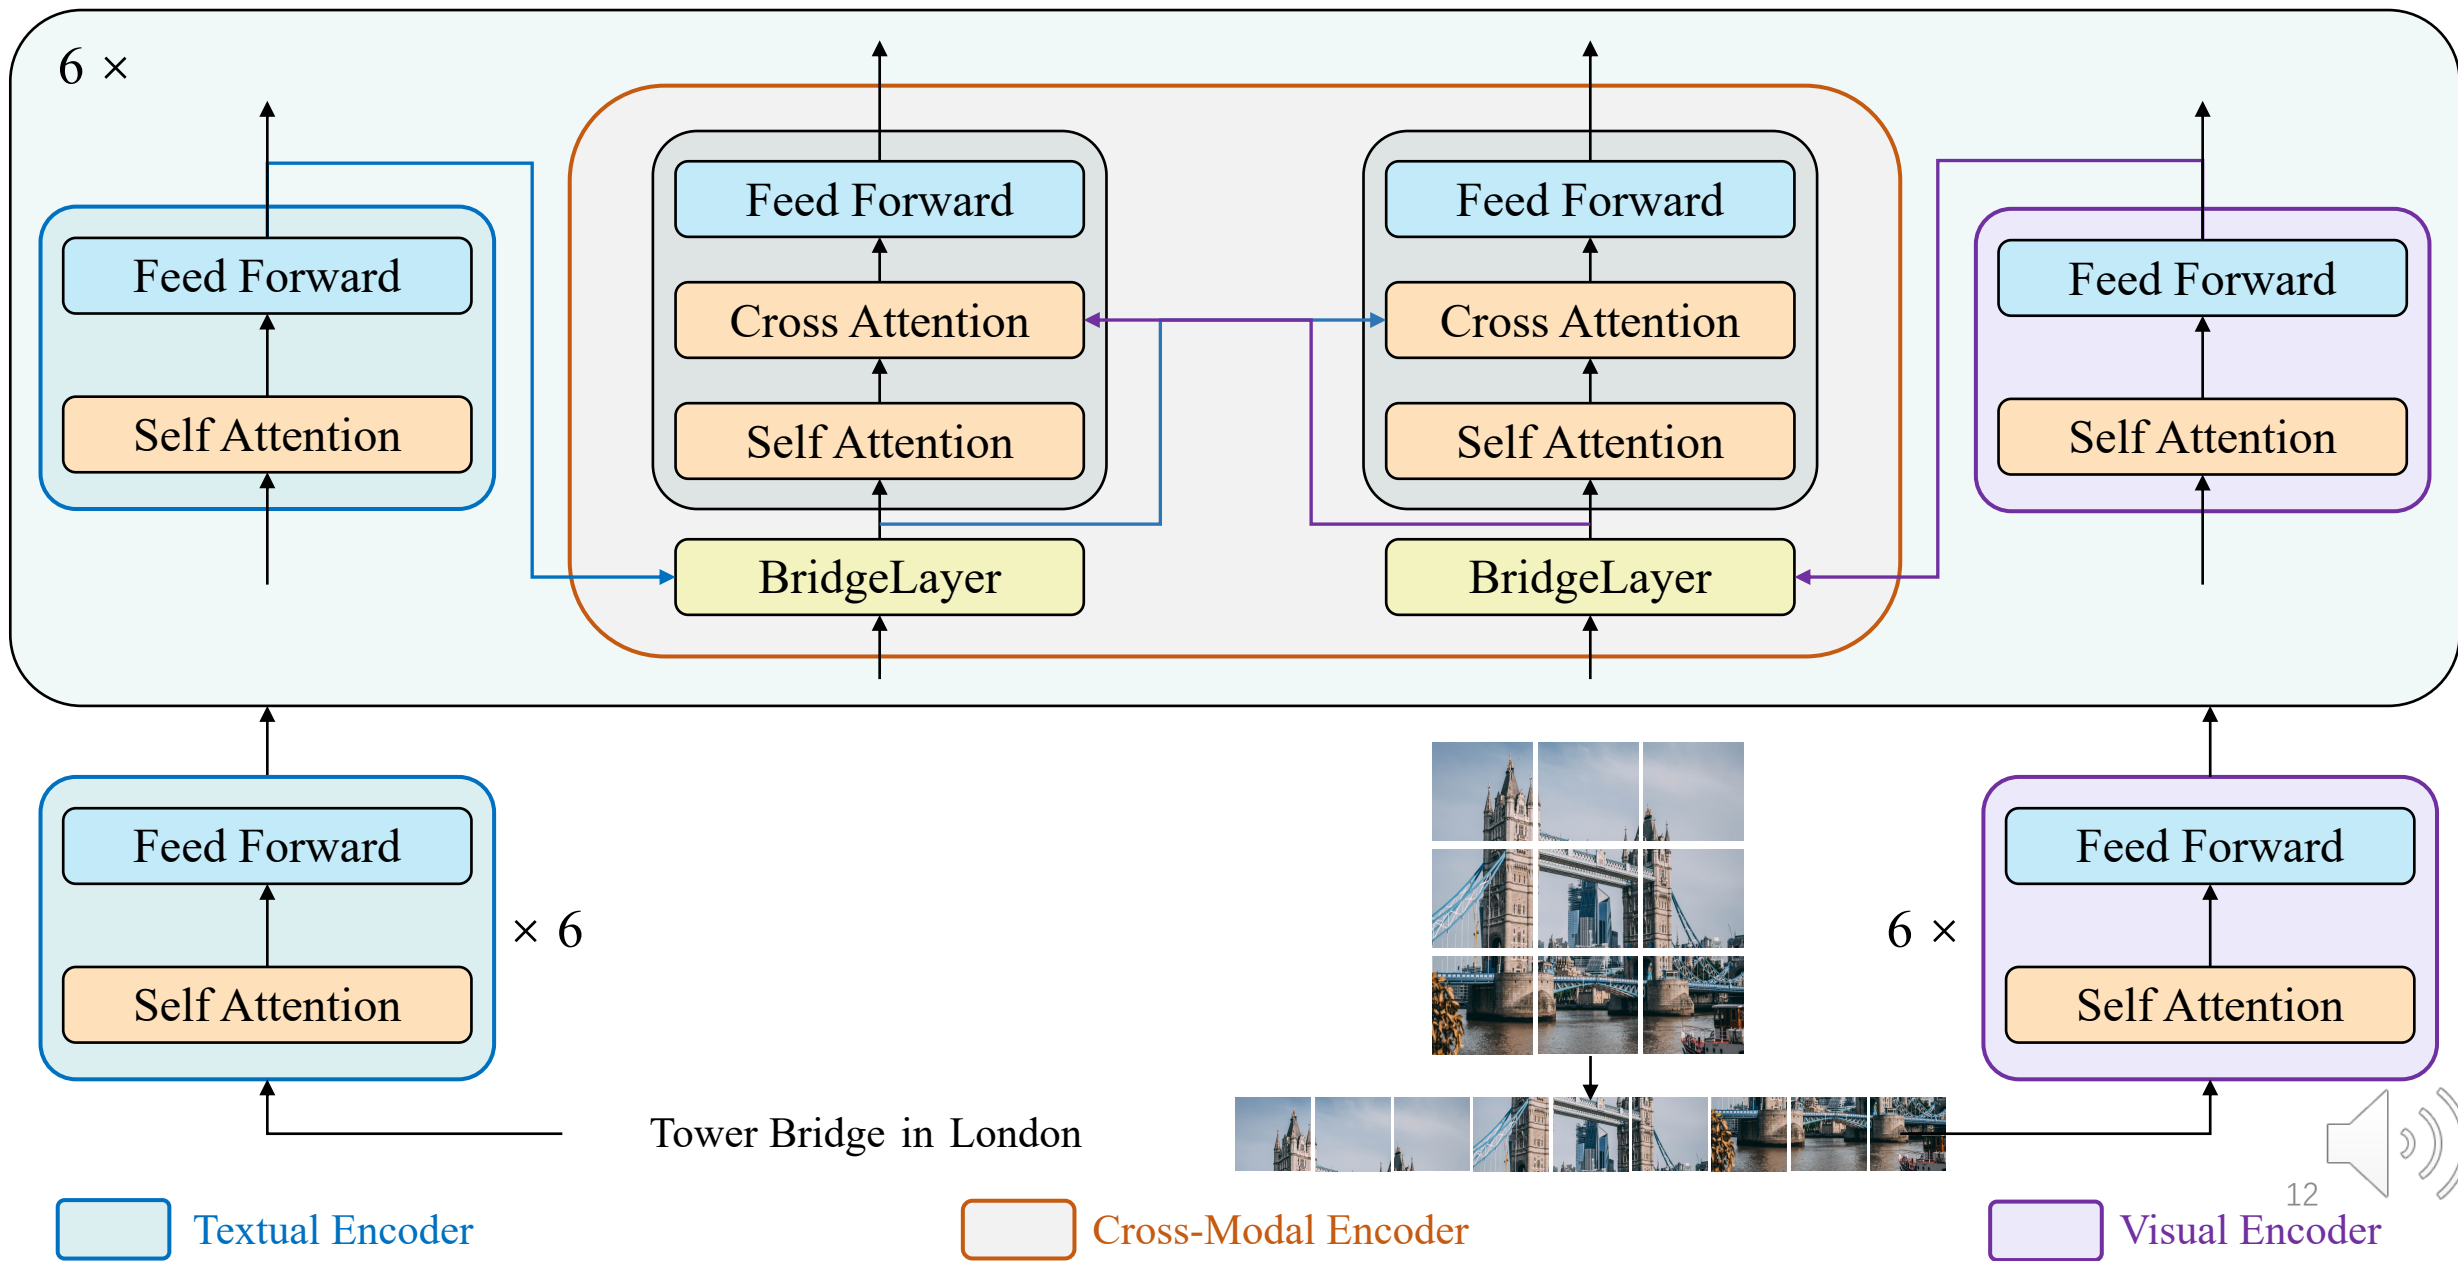 6 ×
Feed Forward
Cross Attention
Self Attention
BridgeLayer
Feed Forward
Cross Attention
Self Attention
BridgeLayer
Feed Forward
Self Attention
Feed Forward
Self Attention
Feed Forward
Self Attention
× 6
6 ×
Feed Forward
Self Attention
Tower Bridge in London
12
Textual Encoder
Cross-Modal Encoder
Visual Encoder